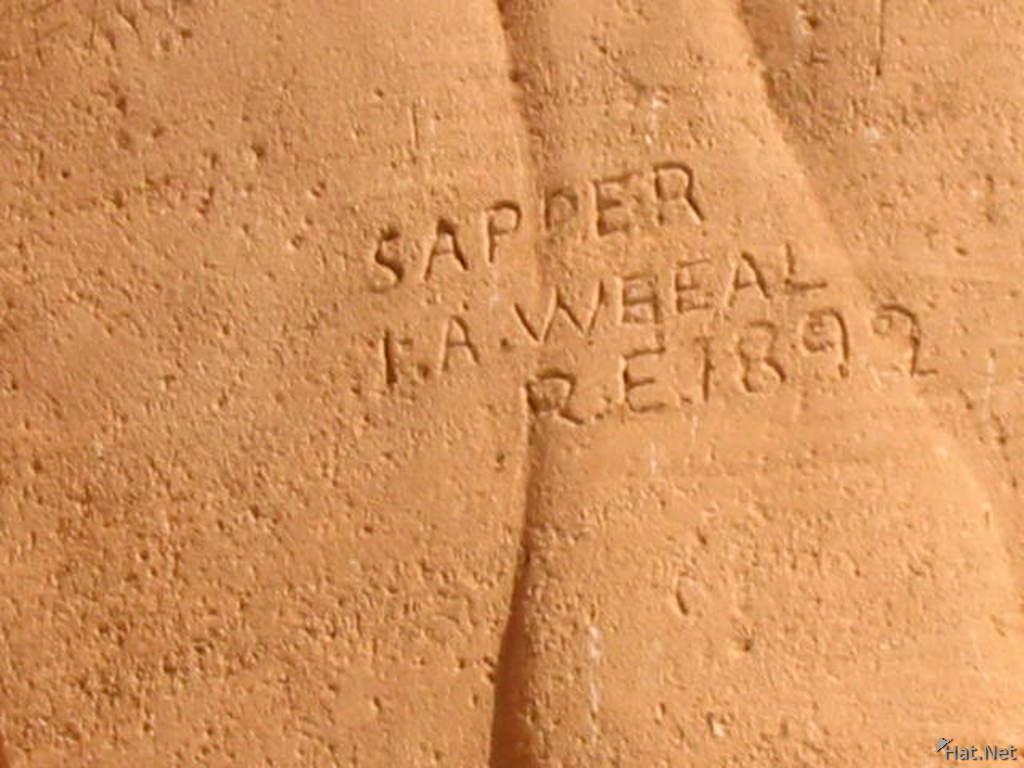 SAPPER
I.A.WHEAL
R.E.1892
Hat.Net